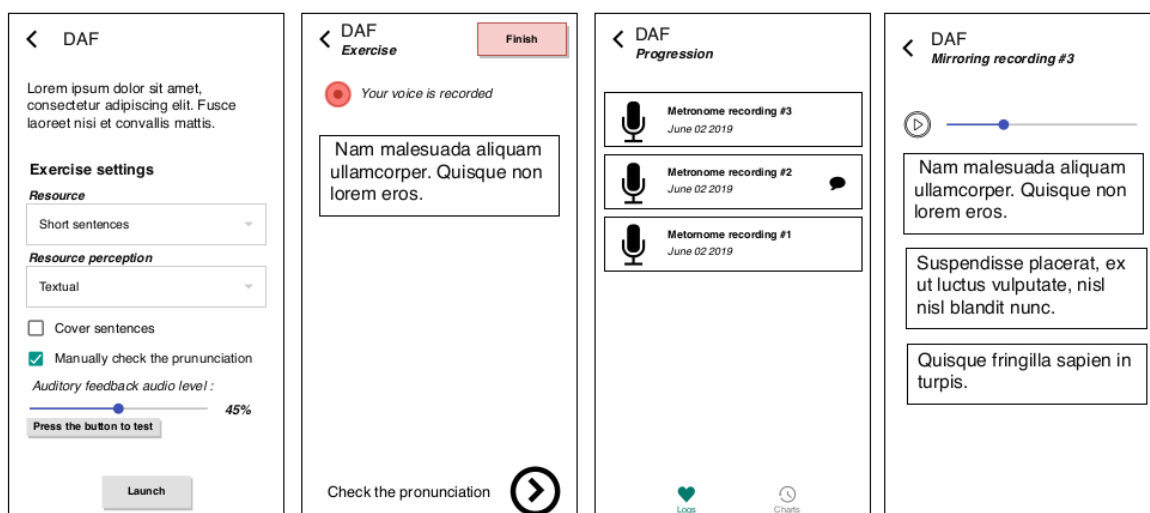 DAF
Lorem ipsum dolor sit amet,
consectetur adipiscing elit. Fusce
laoreet nisi et convallis mattis.
Exercise settings
Resource
Short sentences
Resource perception
Textual
Cover sentences
Manually check the prununciation
Auditory feedback audio level :
45%
Press the button to test
Launch
DAF
Exercise
Finish
Your voice is recorded
Nam malesuada aliquam
ullamcorper. Quisque non
lorem eros.
Check the pronunciation
DAF
Progression
Metronome recording #3
June 02 2019
Metronome recording #2
June 02 2019
Metornome recording #1
June 02 2019
Logs
Charts
DAF
Mirroring recording #3
Nam malesuada aliquam
ullamcorper. Quisque non
lorem eros.
Suspendisse placerat, ex
ut luctus vulputate, nisl
nisl blandit nunc.
Quisque fringilla sapien in
turpis.